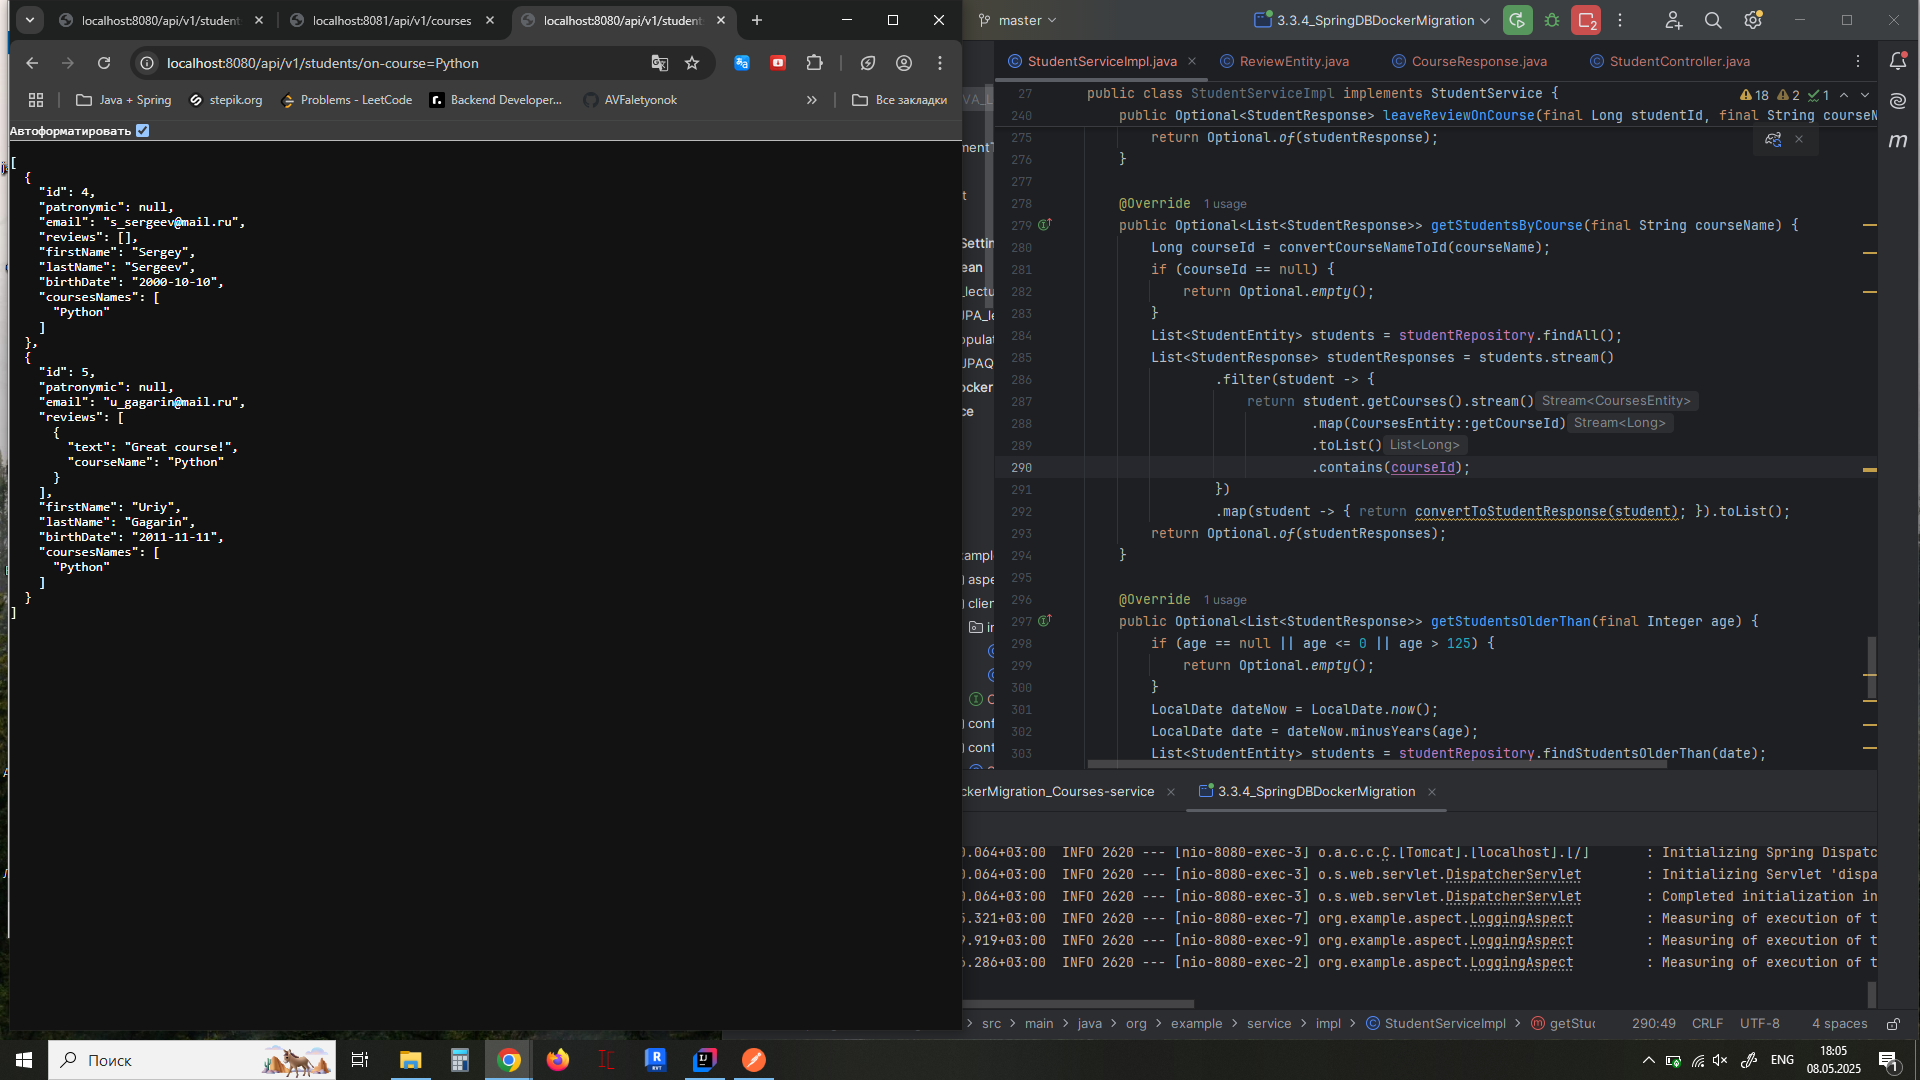 localhost:8080/api/v1/student
localhost:8081/api/v1/courses
localhost:8080/api/v1/student
localhost:8080/api/v1/students/on-course=Python
Java + Spring
stepik.org
Problems - LeetCode
Backend Developer...
AVFaletyonok
»
Все закладки
Автоформатировать
[
{
"id": 4,
"patronymic": null,
"email": "s_sergeev@mail.ru",
"reviews": [],
"firstName": "Sergey",
"lastName": "Sergeev",
"birthDate": "2000-10-10",
"coursesNames": [
"Python"
]
},
{
"id": 5,
"patronymic": null,
"email": "u_gagarin@mail.ru",
"reviews": [
{
"text": "Great course!",
"courseName": "Python"
}
],
"firstName": "Uriy",
"lastName": "Gagarin",
"birthDate": "2011-11-11",
"coursesNames": [
"Python"
]
}
]
master
3.3.4_SpringDBDockerMigration
2
StudentServiceImpl.java
ReviewEntity.java
CourseResponse.java
StudentController.java
18 2 1
27 public class StudentServiceImpl implements StudentService {
240 public Optional<StudentResponse> leaveReviewOnCourse(final Long studentId, final String courseN
275 return Optional.of(studentResponse);
276 }
277
278 @Override 1 usage
279 public Optional<List<StudentResponse>> getStudentsByCourse(final String courseName) {
280 Long courseId = convertCourseNameToId(courseName);
281 if (courseId == null) {
282 return Optional.empty();
283 }
284 List<StudentEntity> students = studentRepository.findAll();
285 List<StudentResponse> studentResponses = students.stream()
286 .filter(student -> {
287 return student.getCourses().stream() Stream<CoursesEntity>
288 .map(CoursesEntity::getCourseId) Stream<Long>
289 .toList() List<Long>
290 .contains(courseId);
291 })
292 .map(student -> { return convertToStudentResponse(student); }).toList();
293 return Optional.of(studentResponses);
294 }
295
296 @Override 1 usage
297 public Optional<List<StudentResponse>> getStudentsOlderThan(final Integer age) {
298 if (age == null || age <= 0 || age > 125) {
299 return Optional.empty();
300 }
301 LocalDate dateNow = LocalDate.now();
302 LocalDate date = dateNow.minusYears(age);
303 List<StudentEntity> students = studentRepository.findStudentsOlderThan(date);
ckerMigration_Courses-service
3.3.4_SpringDBDockerMigration
0.064+03:00 INFO 2620 --- [nio-8080-exec-3] o.a.c.c.C.[Tomcat].[localhost].[/] : Initializing Spring Dispatc
0.064+03:00 INFO 2620 --- [nio-8080-exec-3] o.s.web.servlet.DispatcherServlet : Initializing Servlet 'dispa
0.064+03:00 INFO 2620 --- [nio-8080-exec-3] o.s.web.servlet.DispatcherServlet : Completed initialization in
5.321+03:00 INFO 2620 --- [nio-8080-exec-7] org.example.aspect.LoggingAspect : Measuring of execution of t
9.919+03:00 INFO 2620 --- [nio-8080-exec-9] org.example.aspect.LoggingAspect : Measuring of execution of t
6.286+03:00 INFO 2620 --- [nio-8080-exec-2] org.example.aspect.LoggingAspect : Measuring of execution of t
src > main > java > org > example > service > impl > StudentServiceImpl > getStuc
290:49 CRLF UTF-8 4 spaces
Поиск
ENG
18:05
08.05.2025
1